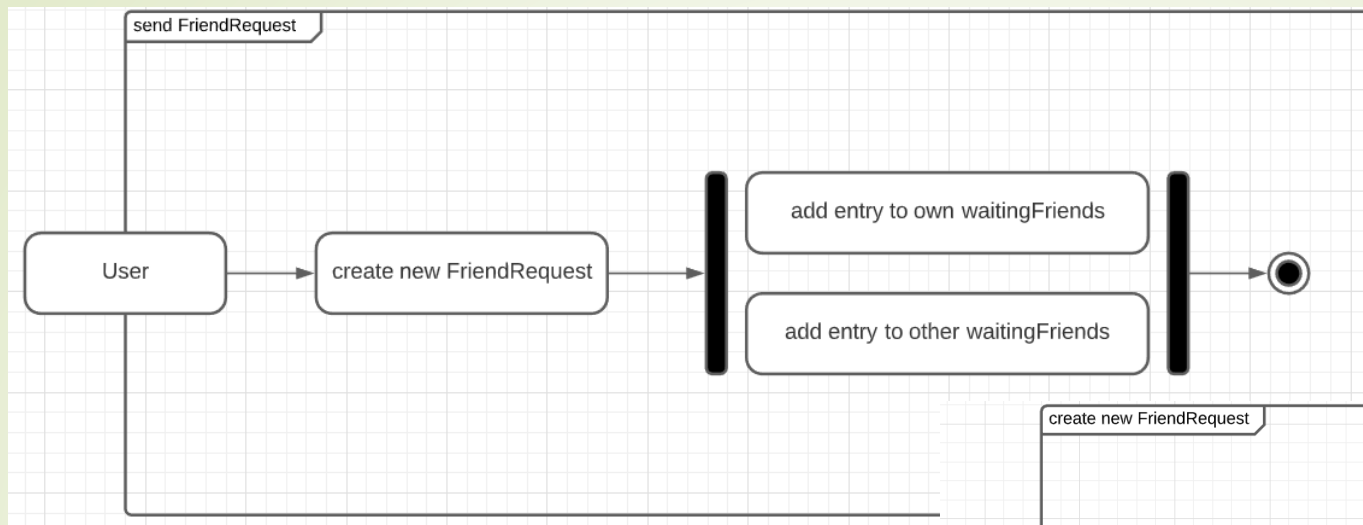 send FriendRequest
User
create new FriendRequest
add entry to own waitingFriends
add entry to other waitingFriends
create new FriendRequest